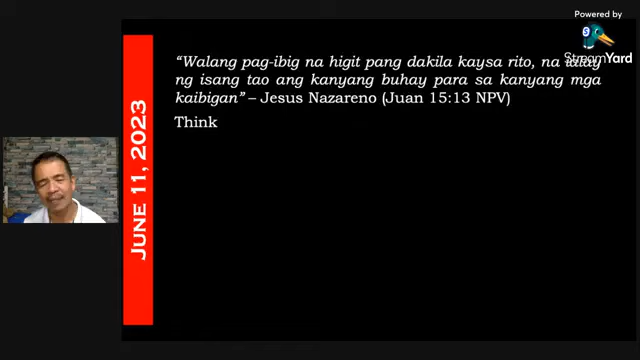 Powered by
StreamYard
“Walang pag-ibig na higit pang dakila kaysa rito, na ialay
ng isang tao ang kanyang buhay para sa kanyang mga
kaibigan” – Jesus Nazareno (Juan 15:13 NPV)
Think
JUNE 11, 2023